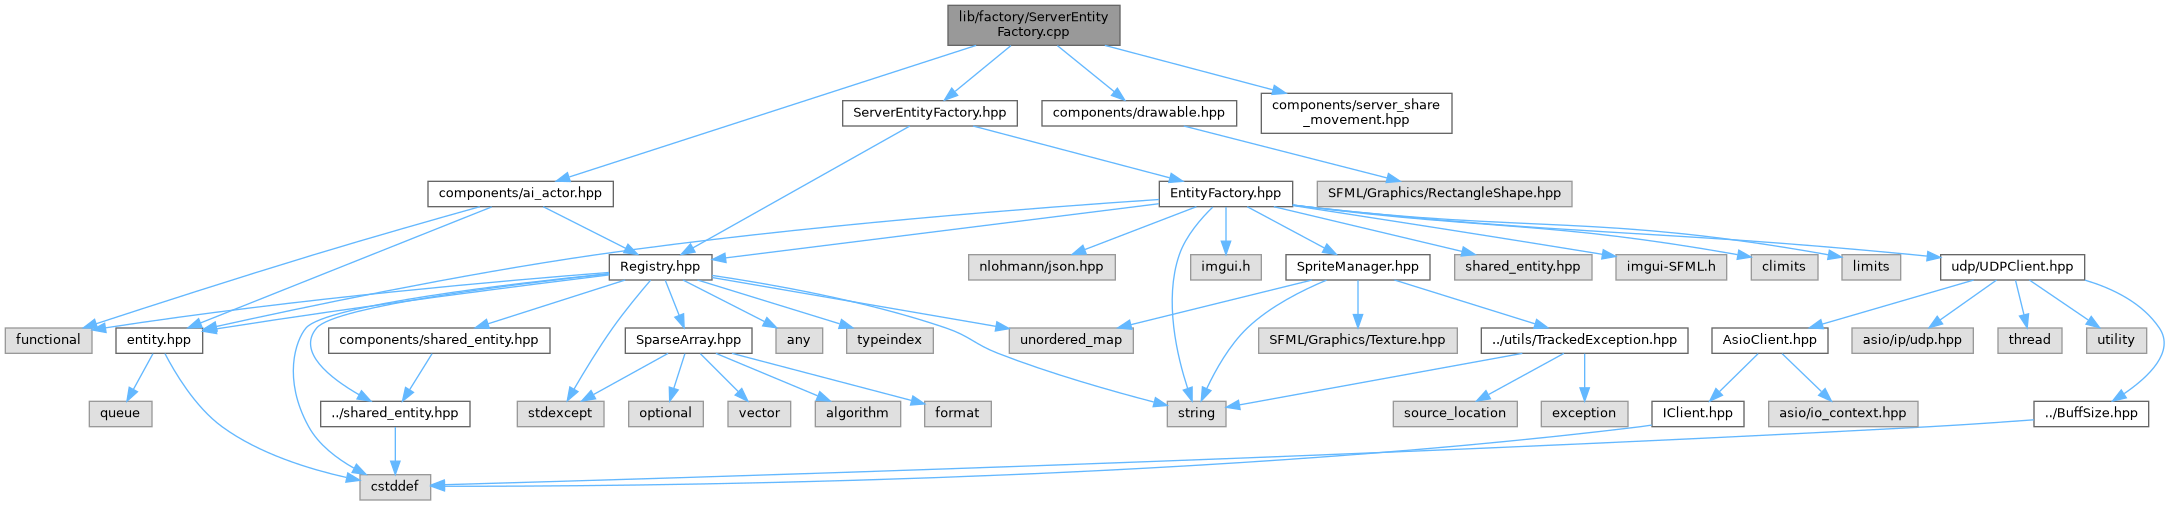 lib/factory/ServerEntity
Factory.cpp
ServerEntityFactory.hpp
components/drawable.hpp
components/server_share
_movement.hpp
components/ai_actor.hpp
EntityFactory.hpp
SFML/Graphics/RectangleShape.hpp
Registry.hpp
nlohmann/json.hpp
imgui.h
SpriteManager.hpp
shared_entity.hpp
imgui-SFML.h
climits
limits
udp/UDPClient.hpp
functional
entity.hpp
components/shared_entity.hpp
SparseArray.hpp
any
typeindex
unordered_map
SFML/Graphics/Texture.hpp
../utils/TrackedException.hpp
AsioClient.hpp
asio/ip/udp.hpp
thread
utility
queue
../shared_entity.hpp
stdexcept
optional
vector
algorithm
format
string
source_location
exception
IClient.hpp
asio/io_context.hpp
../BuffSize.hpp
cstddef